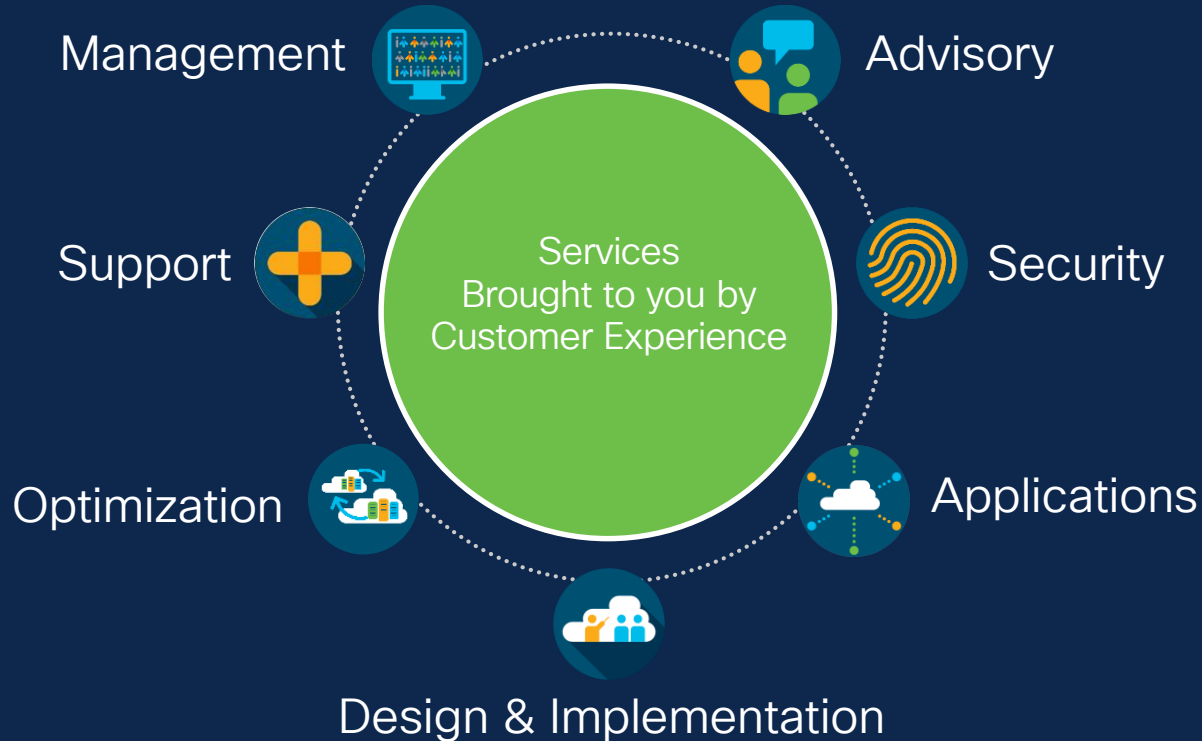 Management
Advisory
Support
Services
Brought to you by
Customer Experience
Security
Optimization
Applications
Design & Implementation